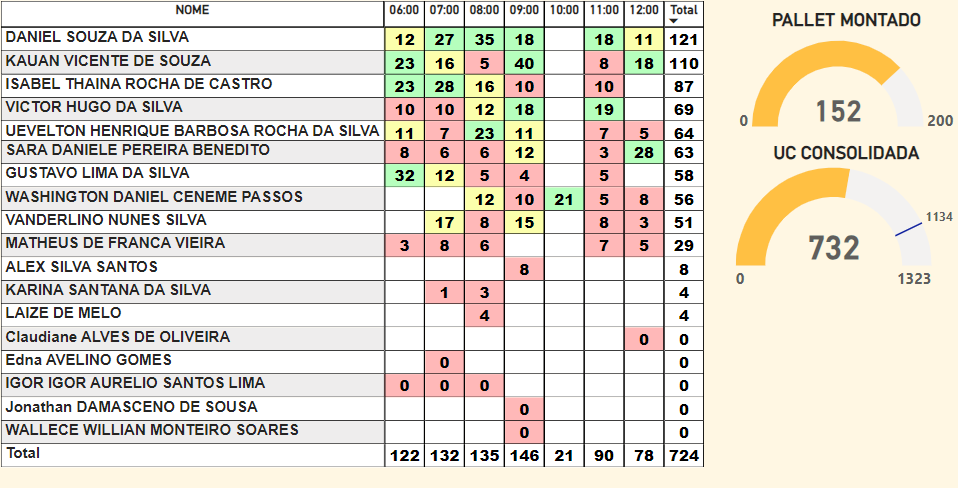 NOME 06:00 07:00 08:00 09:00 10:00 11:00 12:00 Total
DANIEL SOUZA DA SILVA 12 27 35 18 18 11 121
KAUAN VICENTE DE SOUZA 23 16 5 40 8 18 110
ISABEL THAINA ROCHA DE CASTRO 23 28 16 10 10 87
VICTOR HUGO DA SILVA 10 10 12 18 19 69
UEVELTON HENRIQUE BARBOSA ROCHA DA SILVA 11 7 23 11 7 5 64
SARA DANIELE PEREIRA BENEDITO 8 6 6 12 3 28 63
GUSTAVO LIMA DA SILVA 32 12 5 4 5 58
WASHINGTON DANIEL CENEME PASSOS 12 10 21 5 8 56
VANDERLINO NUNES SILVA 17 8 15 8 3 51
MATHEUS DE FRANCA VIEIRA 3 8 6 7 5 29
ALEX SILVA SANTOS 8 8
KARINA SANTANA DA SILVA 1 3 4
LAIZE DE MELO 4 4
Claudiane ALVES DE OLIVEIRA 0 0
Edna AVELINO GOMES 0 0
IGOR IGOR AURELIO SANTOS LIMA 0 0 0 0
Jonathan DAMASCENO DE SOUSA 0 0
WALLECE WILLIAN MONTEIRO SOARES 0 0
Total 122 132 135 146 21 90 78 724
PALLET MONTADO
152
0 200
UC CONSOLIDADA
1134
732
0 1323